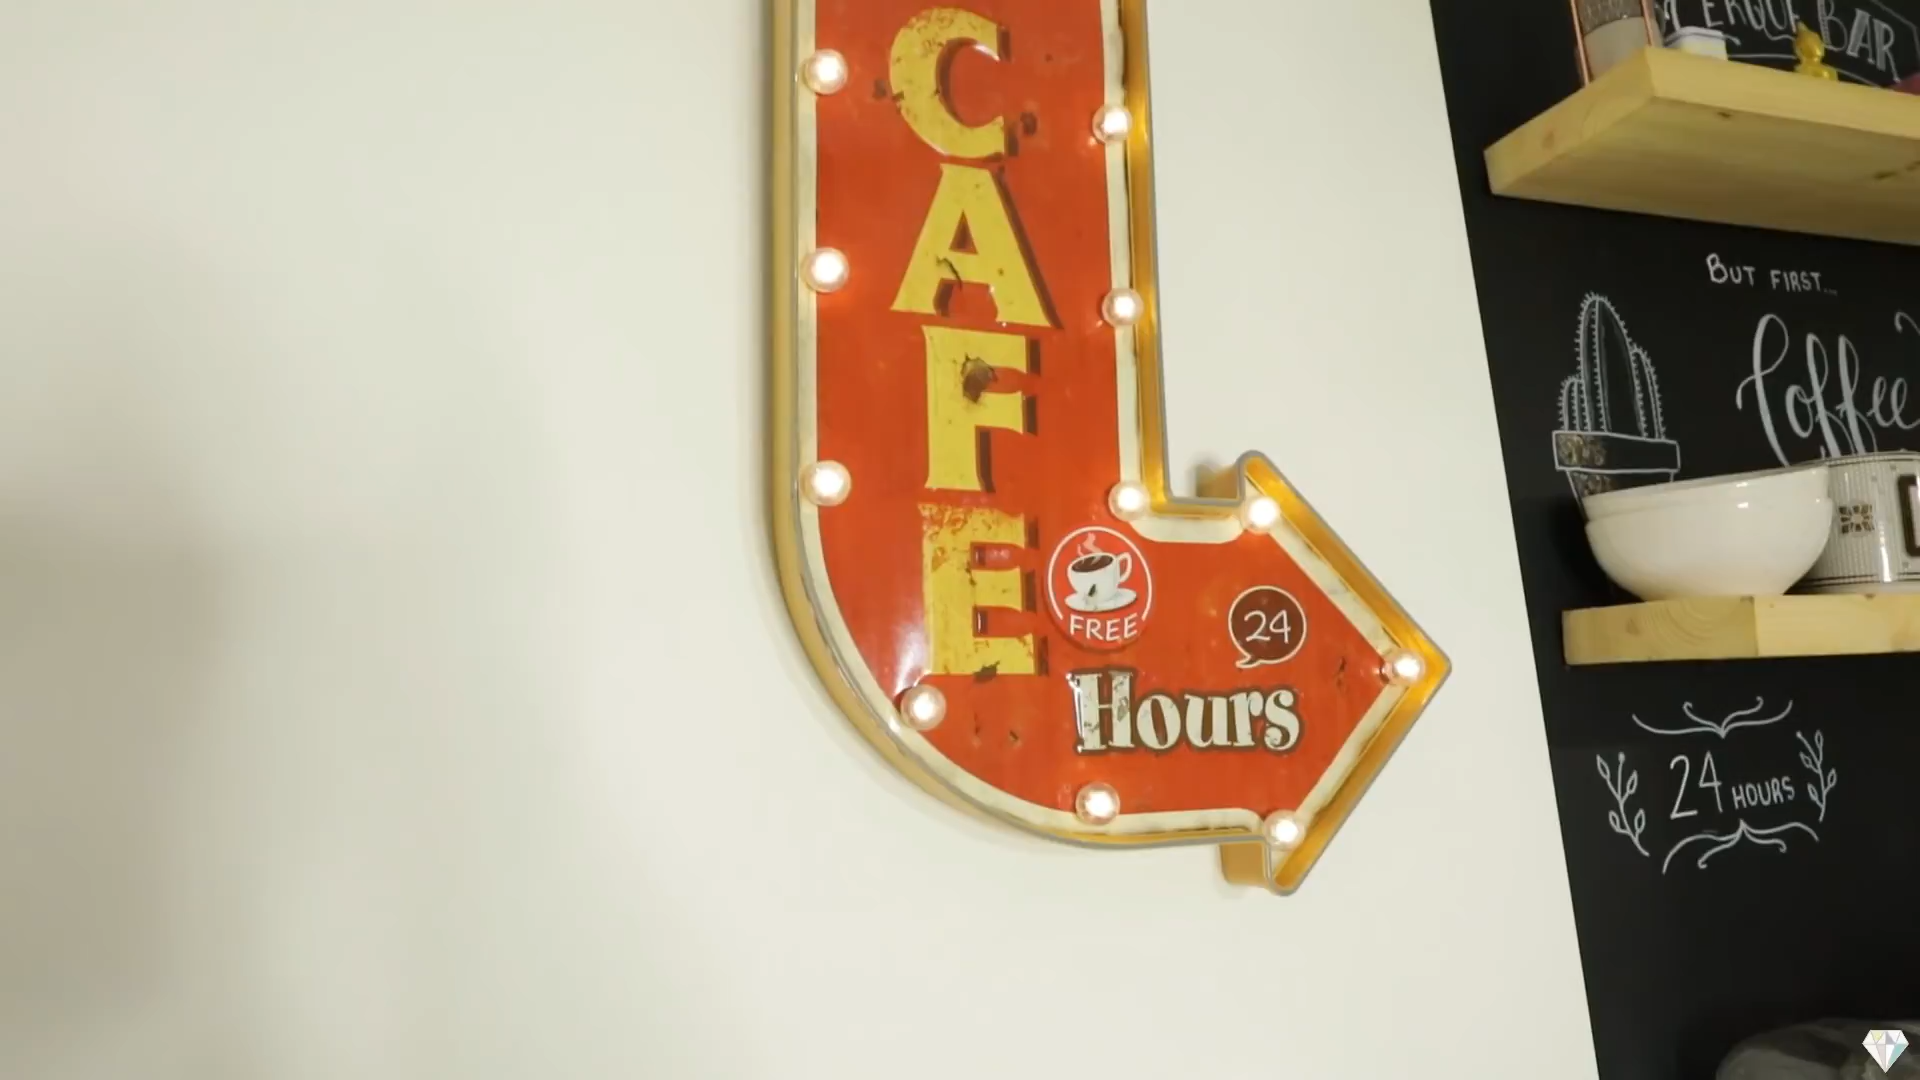 CAFE
FREE
24
Hours
BAR
BUT FIRST...
Coffee
24 HOURS